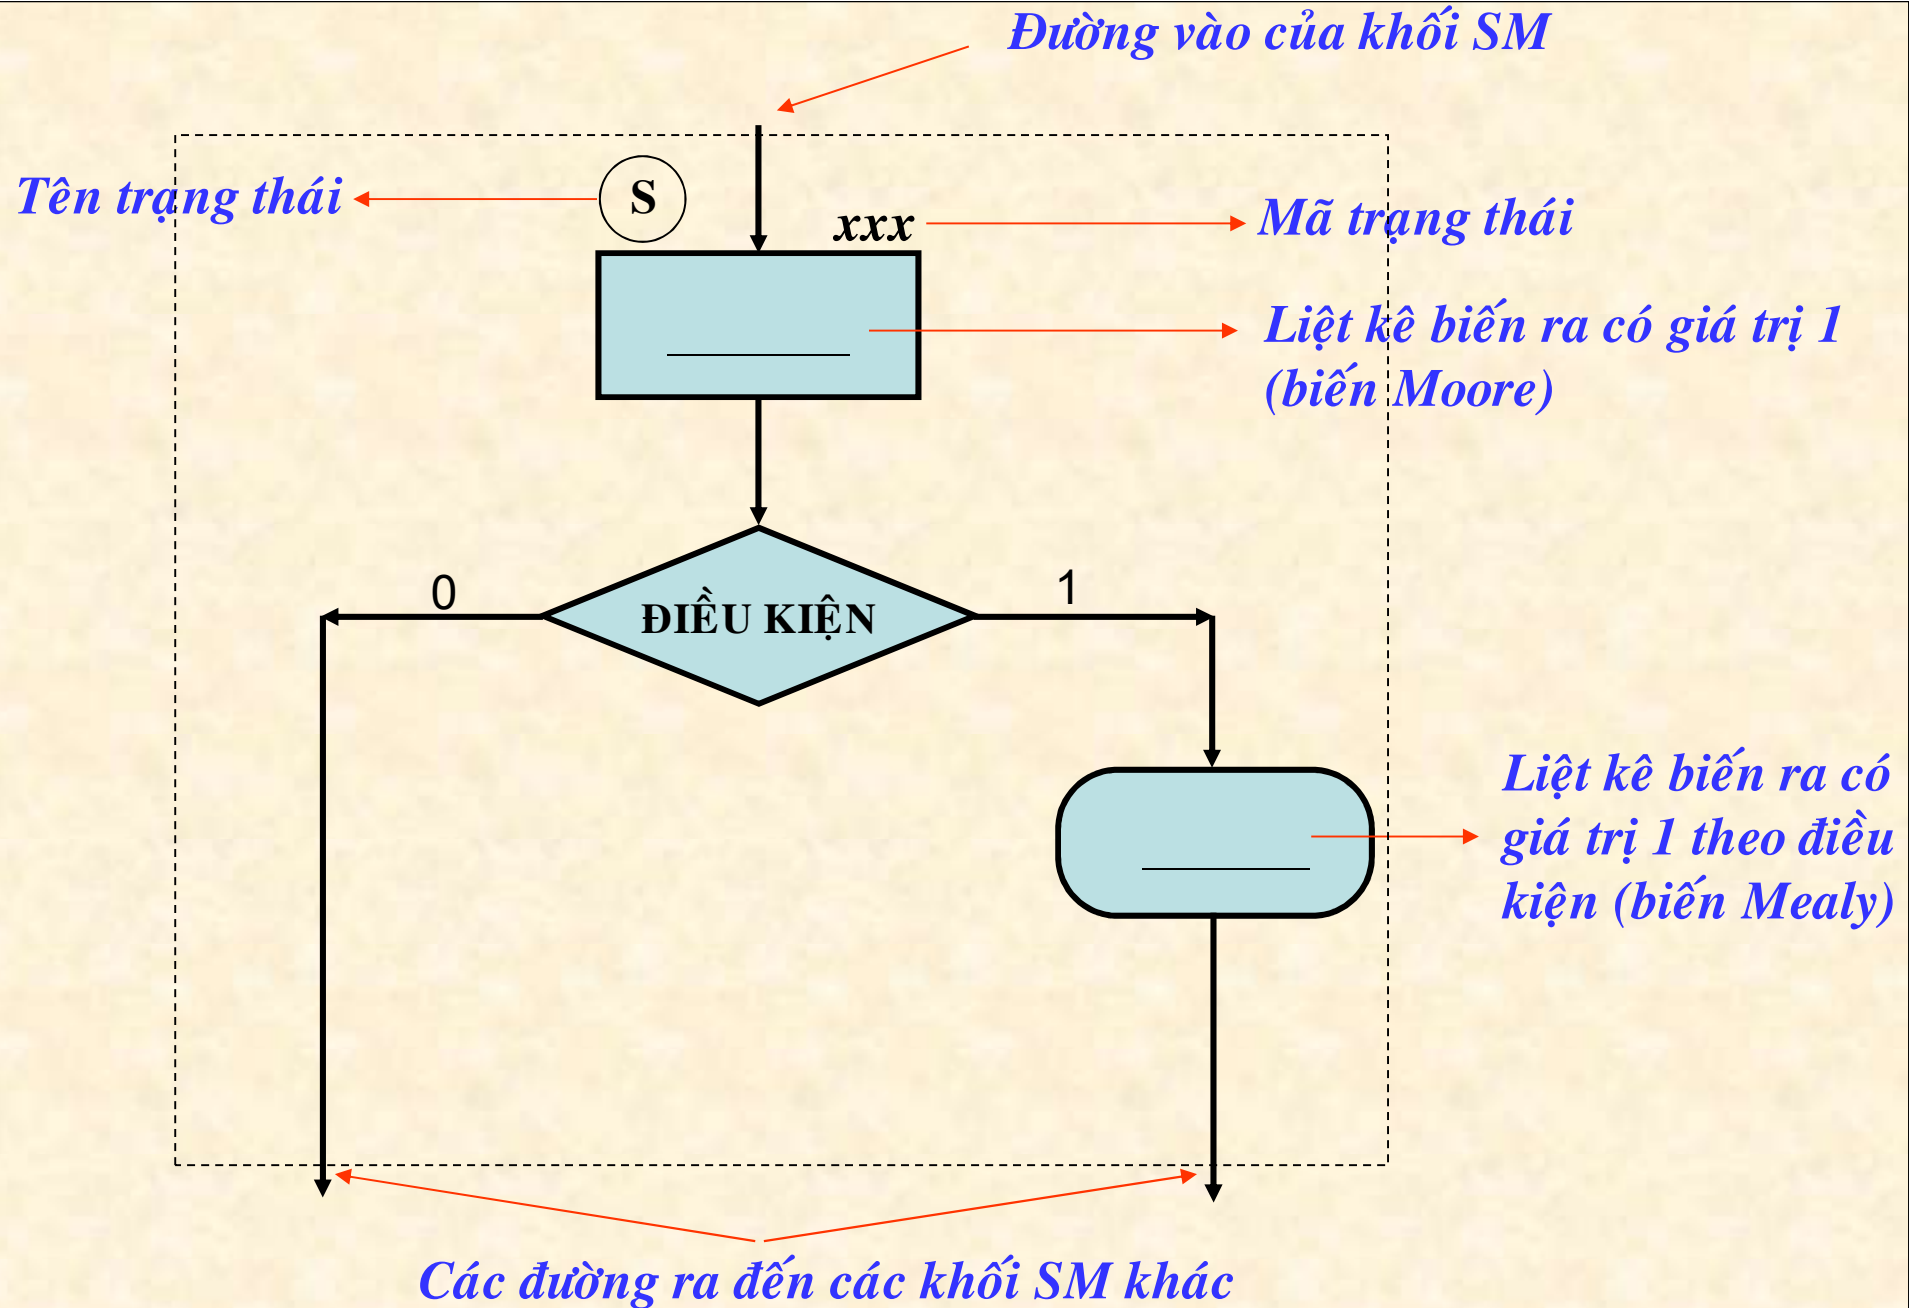 Đường vào của khối SM
Tên trạng thái
S
xxx
Mã trạng thái
Liệt kê biến ra có giá trị 1
(biến Moore)
0
ĐIỀU KIỆN
1
Liệt kê biến ra có
giá trị 1 theo điều
kiện (biến Mealy)
Các đường ra đến các khối SM khác